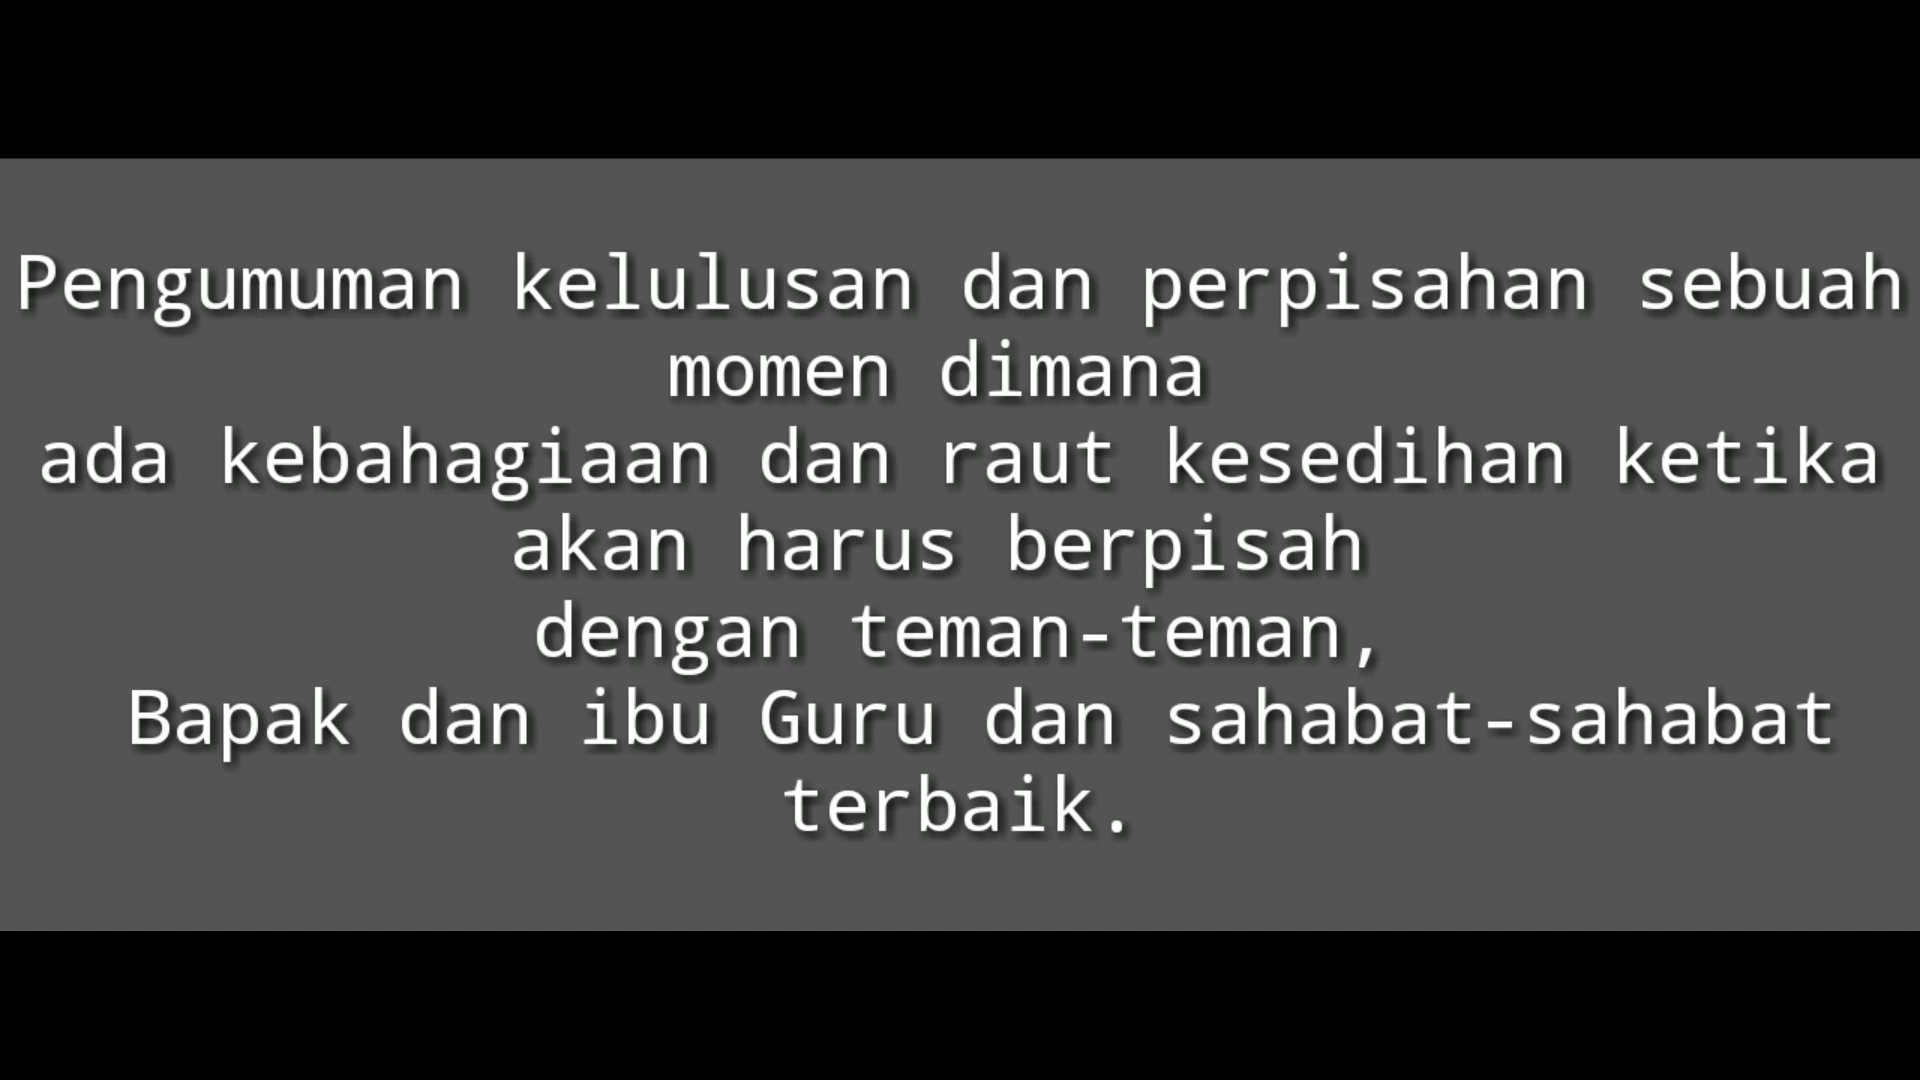 Pengumuman kelulusan dan perpisahan sebuah
momen dimana
ada kebahagiaan dan raut kesedihan ketika
akan harus berpisah
dengan teman-teman,
Bapak dan ibu Guru dan sahabat-sahabat
terbaik.